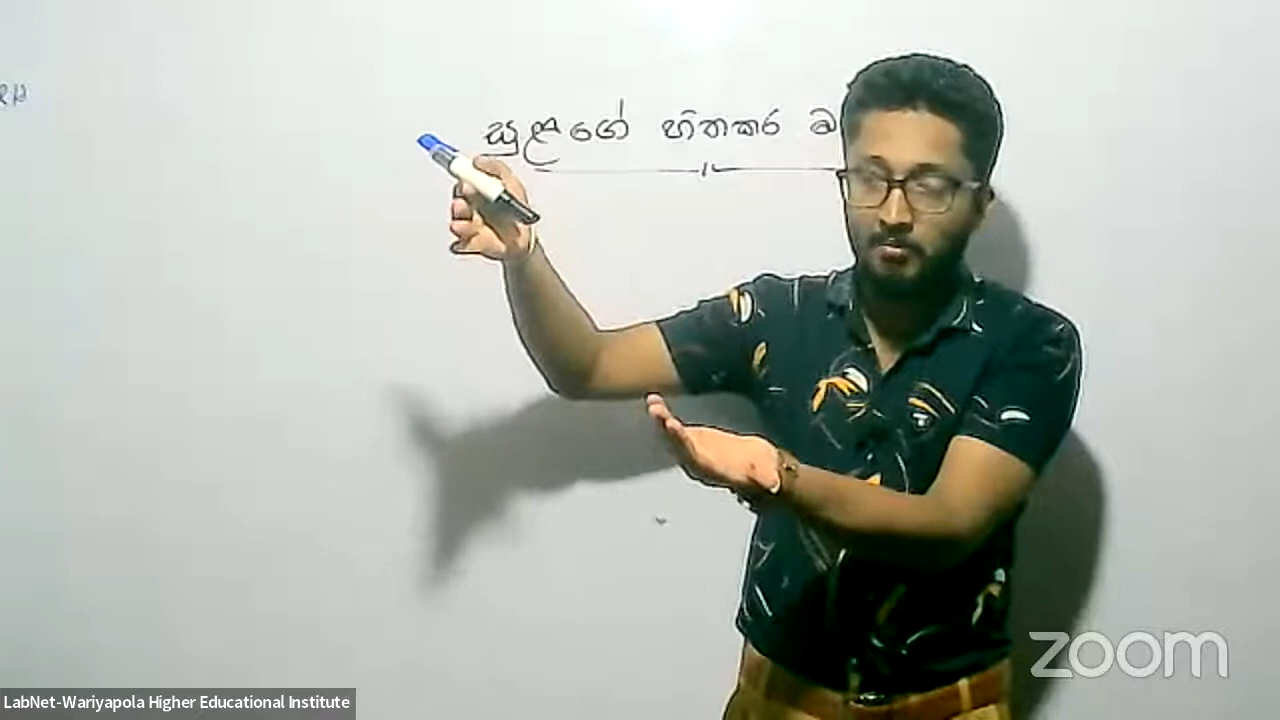 සුළඟේ හිතකර බ
zoom
LabNet-Wariyapola Higher Educational Institute